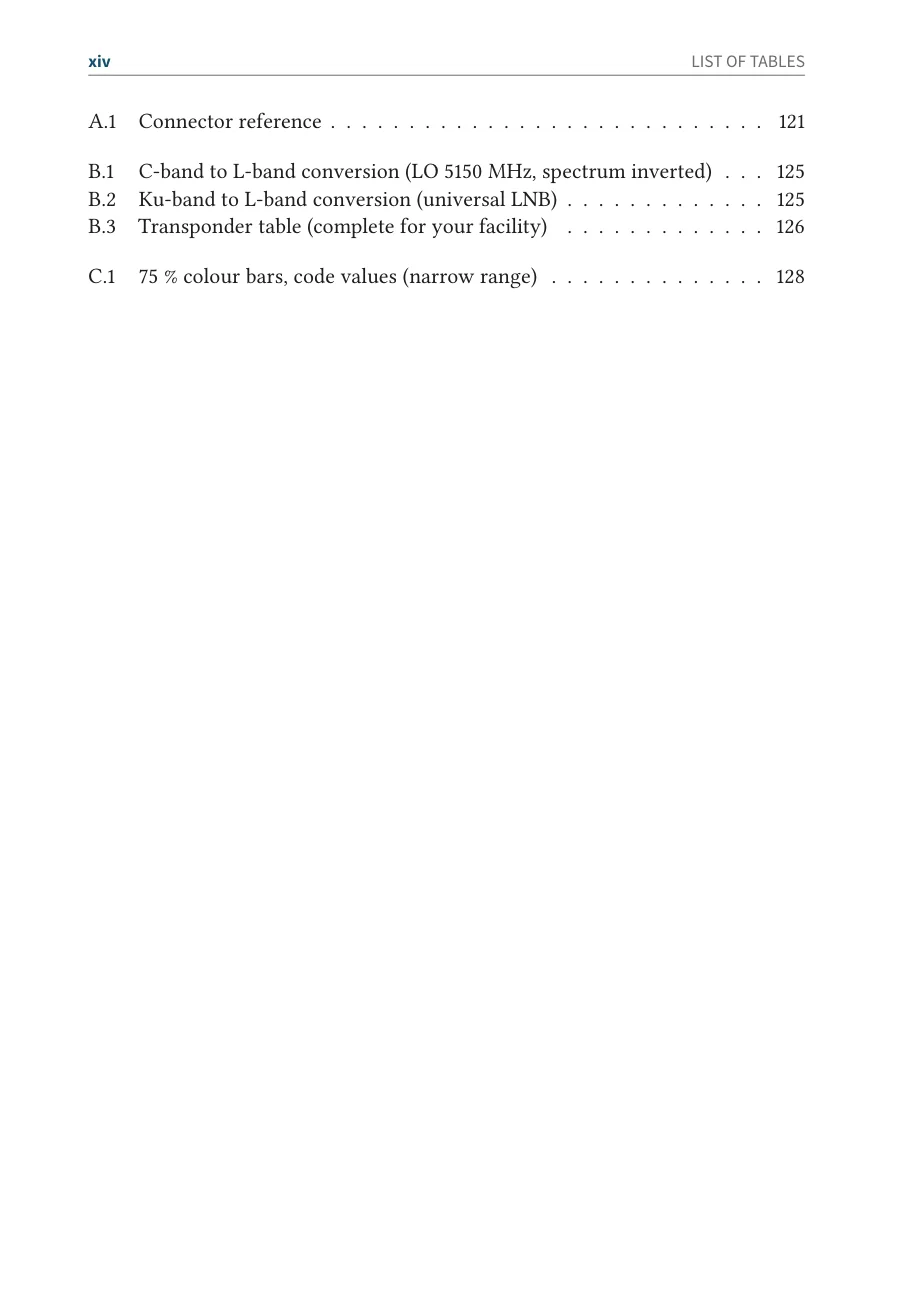 xiv LIST OF TABLES
A.1 Connector reference . . . . . . . . . . . . . . . . . . . . . . . . . . . . 121
B.1 C-band to L-band conversion (LO 5150 MHz, spectrum inverted) . . . 125
B.2 Ku-band to L-band conversion (universal LNB) . . . . . . . . . . . . . 125
B.3 Transponder table (complete for your facility) . . . . . . . . . . . . . 126
C.1 75 % colour bars, code values (narrow range) . . . . . . . . . . . . . . 128